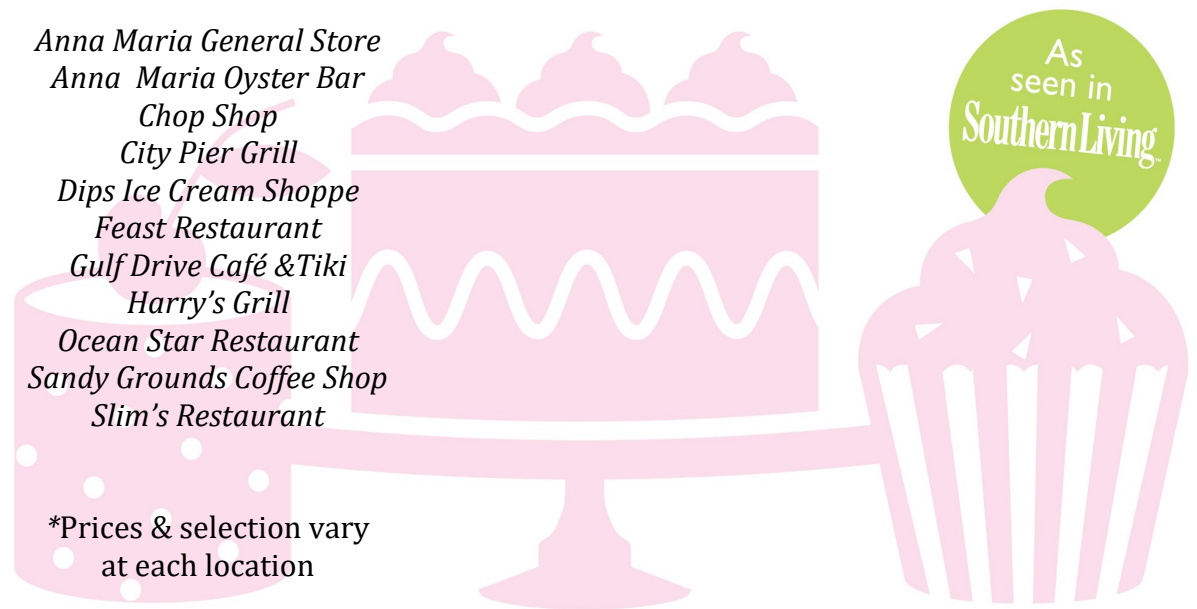 Anna Maria General Store
Anna  Maria Oyster Bar
Chop Shop
City Pier Grill
Dips Ice Cream Shoppe
Feast Restaurant
Gulf Drive Café &Tiki
Harry’s Grill
Ocean Star Restaurant
Sandy Grounds Coffee Shop
Slim’s Restaurant
*Prices & selection vary
at each location
As
seen in
Southern Living™